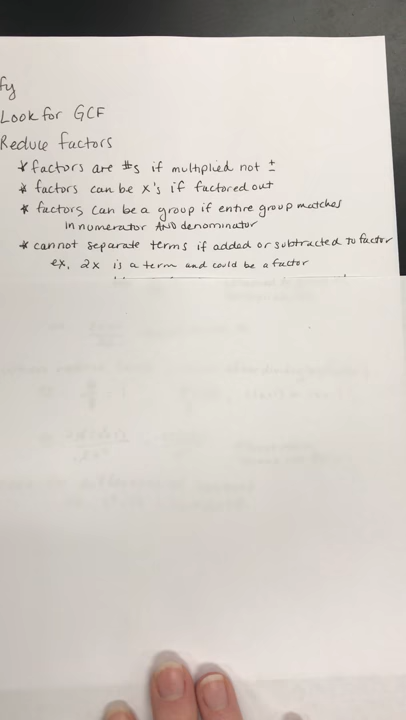 fy
Look for GCF
Reduce factors
* factors are #s if multiplied not ±
* factors can be x's if factored out
* factors can be a group if entire group matches
in numerator AND denominator
* cannot separate terms if added or subtracted to factor
ex. 2x is a term and could be a factor